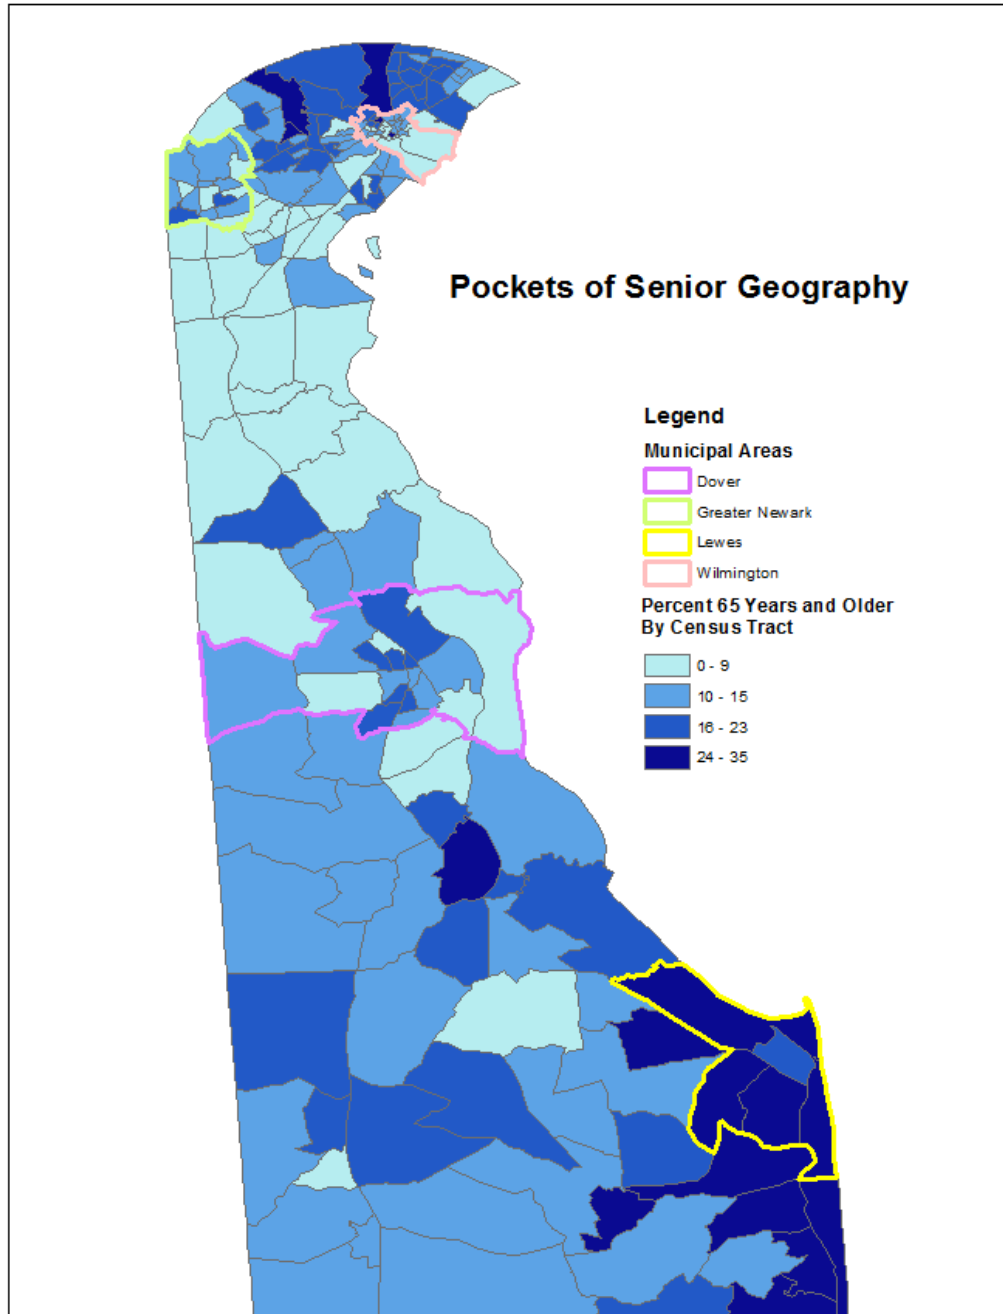 Pockets of Senior Geography
Legend
Municipal Areas
Dover
Greater Newark
Lewes
Wilmington
Percent 65 Years and Older
By Census Tract
0 - 9
10 - 15
16 - 23
24 - 35